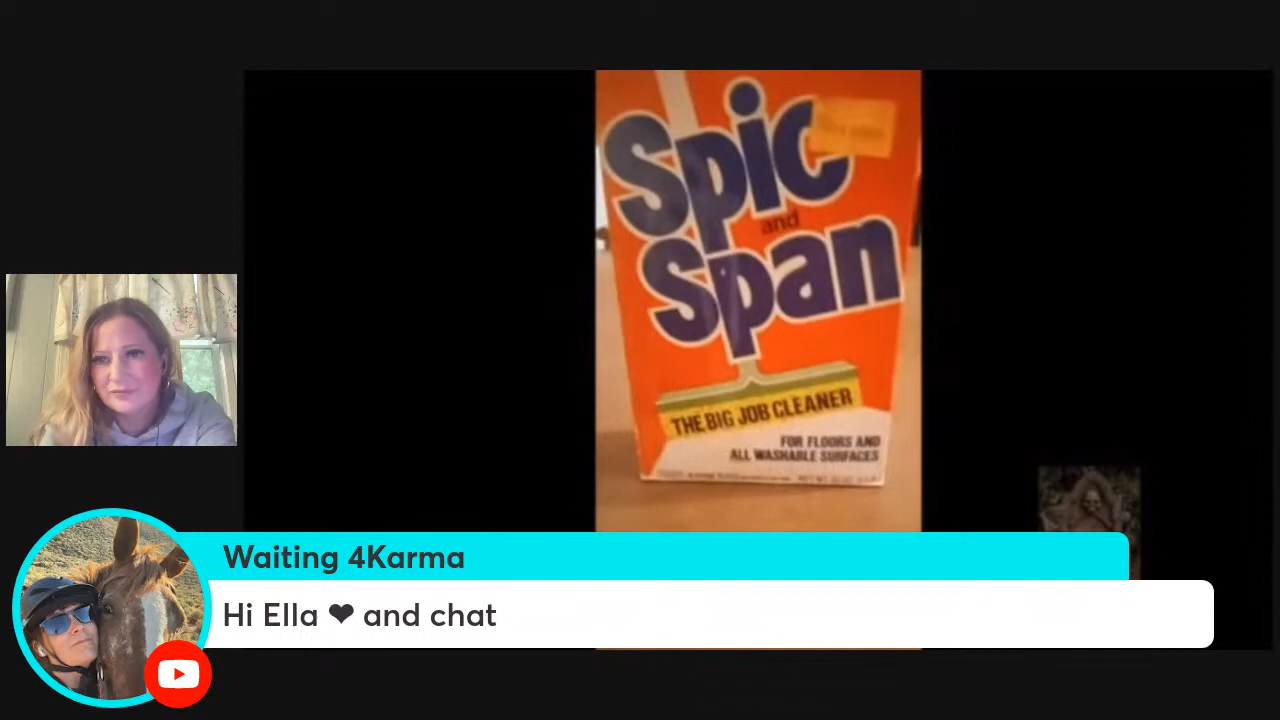 Spic
and
Span
THE BIG JOB CLEANER
FOR FLOORS AND
ALL WASHABLE SURFACES
Waiting 4Karma
Hi Ella ❤ and chat